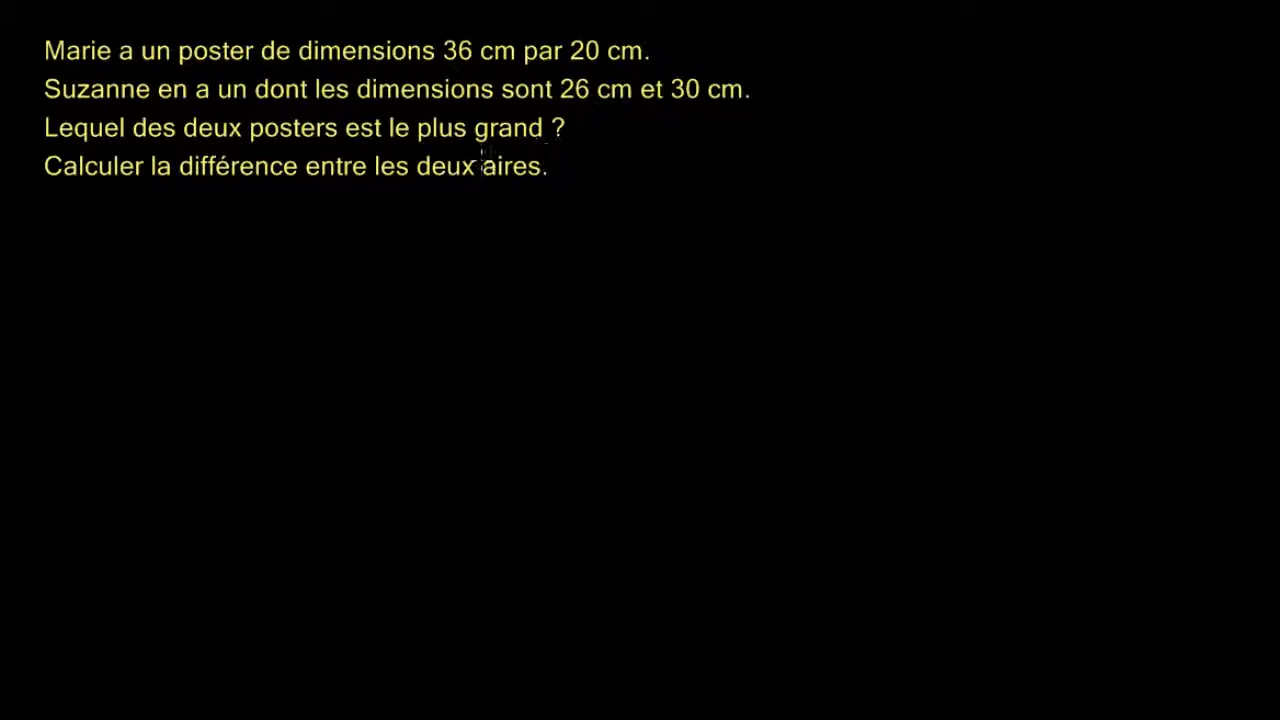 Marie a un poster de dimensions 36 cm par 20 cm.
Suzanne en a un dont les dimensions sont 26 cm et 30 cm.
Lequel des deux posters est le plus grand ?
Calculer la différence entre les deux aires.